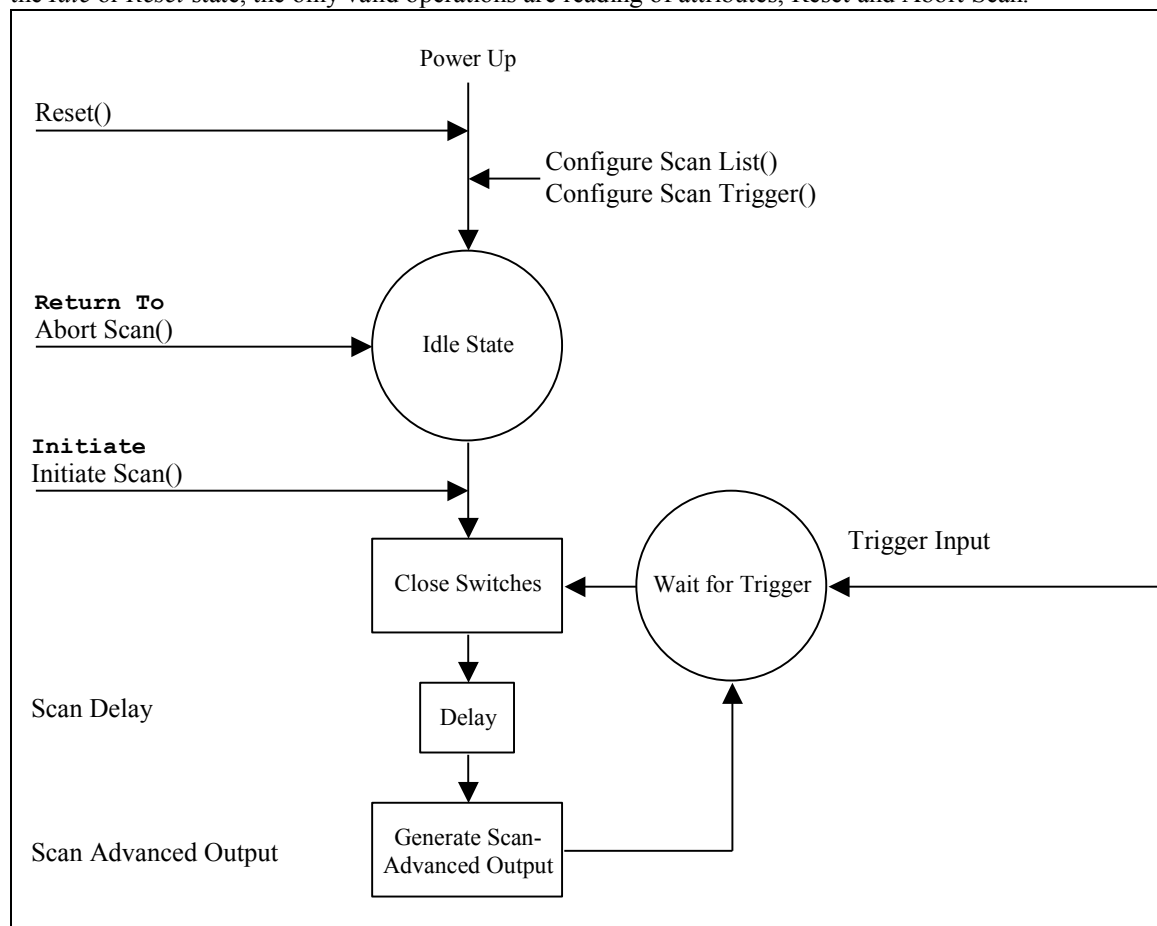 the Idle or Reset state, the only valid operations are reading of attributes, Reset and Abort Scan.
Power Up
Reset()
Configure Scan List()
Configure Scan Trigger()
Return To
Abort Scan()
Idle State
Initiate
Initiate Scan()
Trigger Input
Close Switches
Wait for Trigger
Scan Delay
Delay
Scan Advanced Output
Generate Scan-
Advanced Output